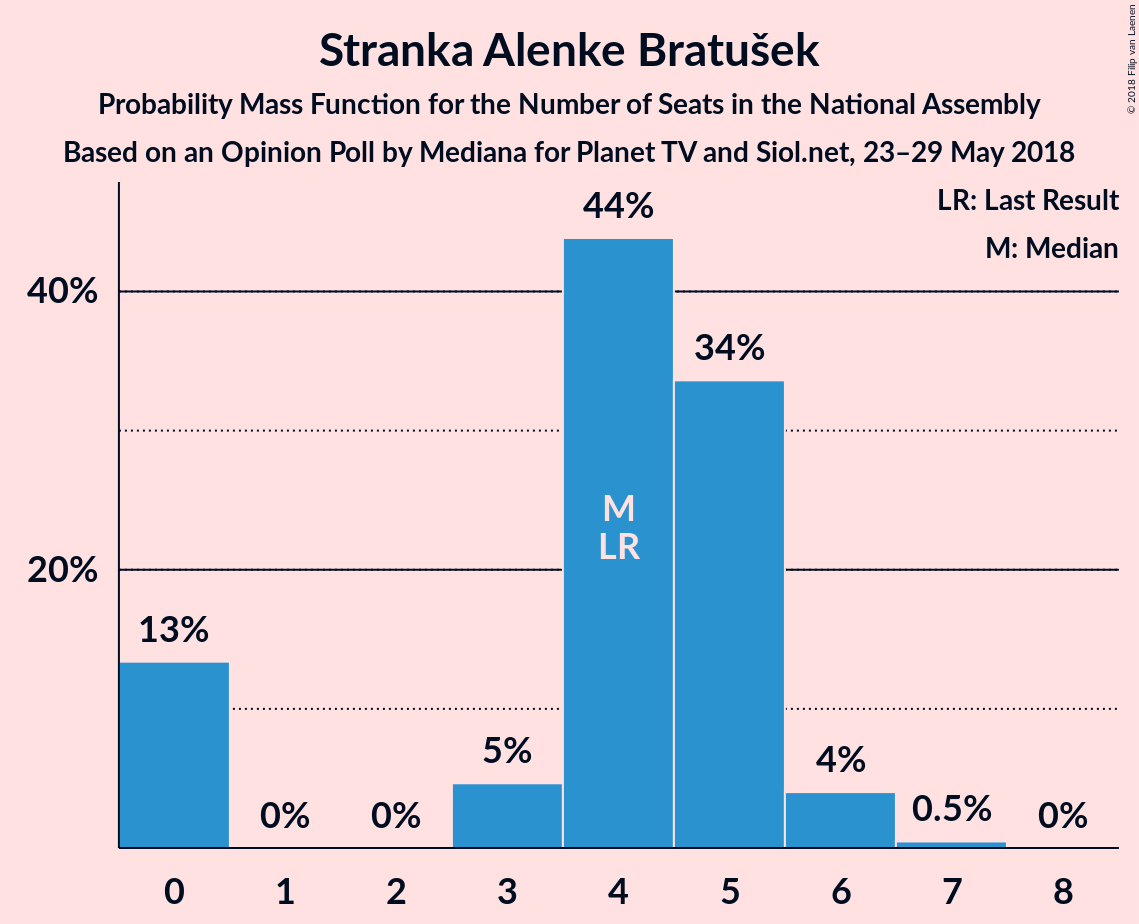 Stranka Alenke Bratušek
Probability Mass Function for the Number of Seats in the National Assembly
Based on an Opinion Poll by Mediana for Planet TV and Siol.net, 23–29 May 2018
© 2018 Filip van Laenen
LR: Last Result
M: Median
40%
20%
13%
0%
0%
5%
44%
34%
4%
0.5%
0%
M
LR
0
1
2
3
4
5
6
7
8